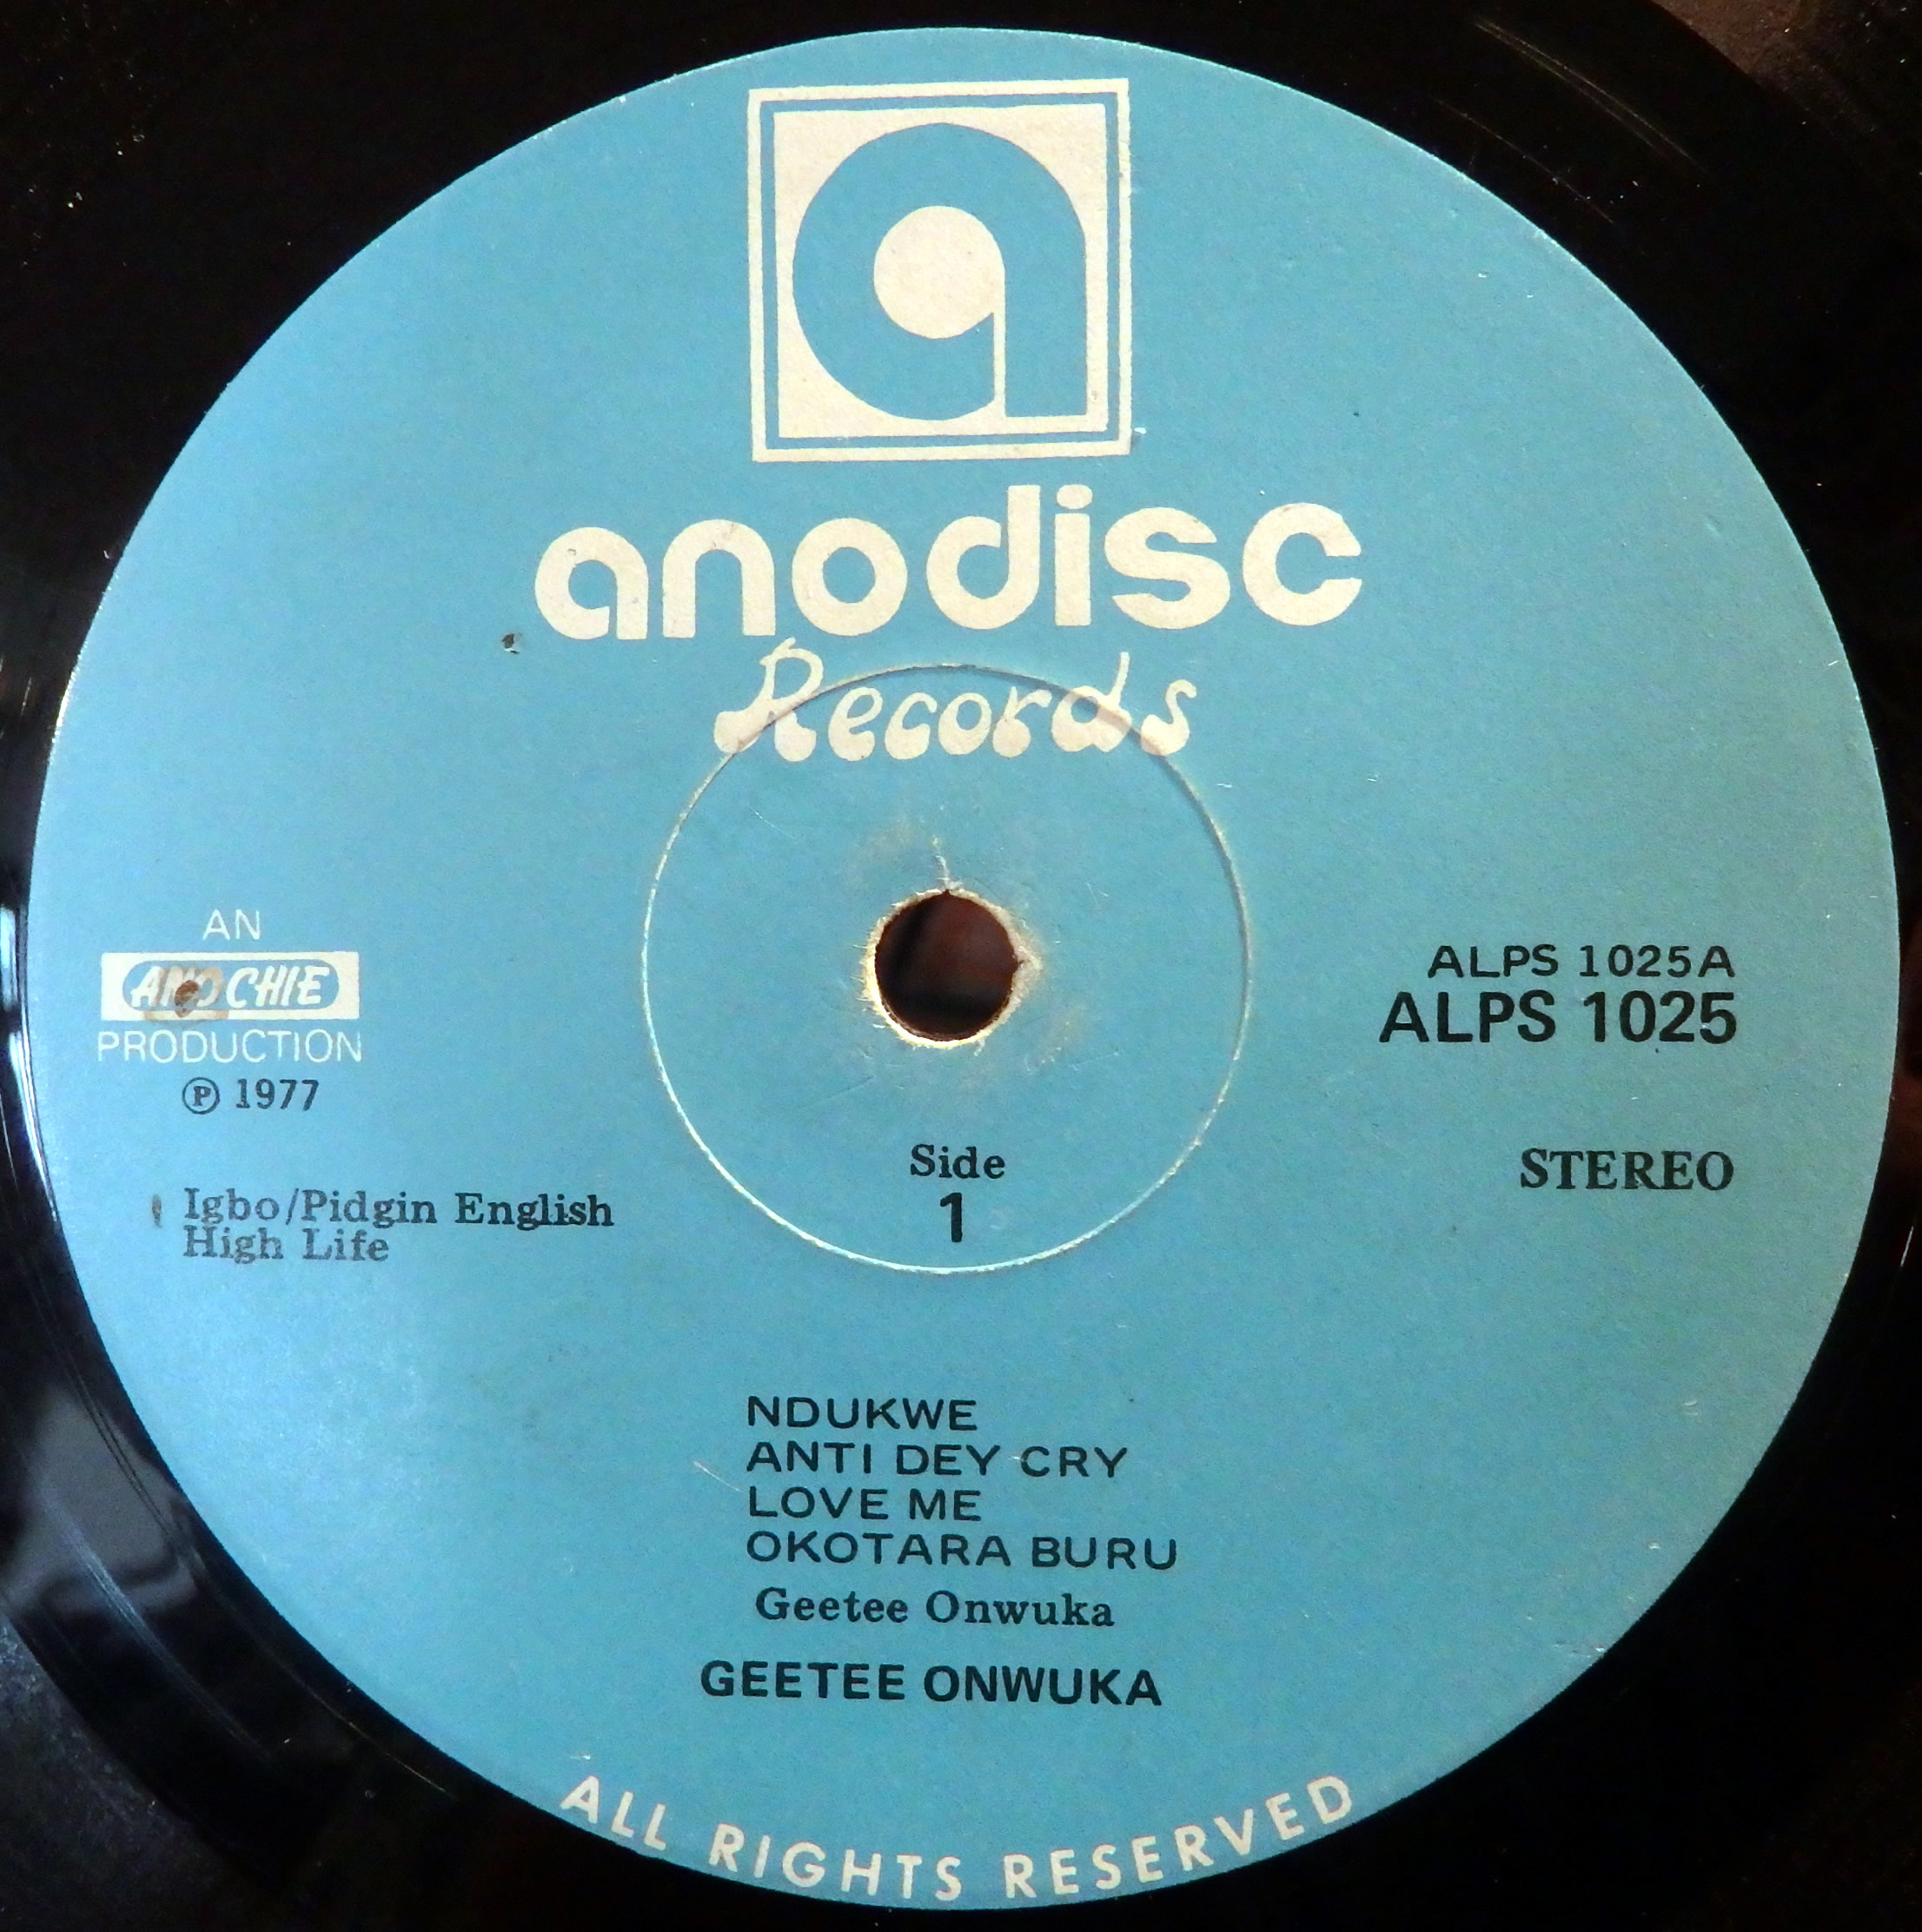 a
anodisc
Records
AN
ANOCHIE
PRODUCTION
℗ 1977
Igbo/Pidgin English
High Life
ALPS 1025A
ALPS 1025
STEREO
Side
1
NDUKWE
ANTI DEY CRY
LOVE ME
OKOTARA BURU
Geetee Onwuka
GEETEE ONWUKA
ALL RIGHTS RESERVED